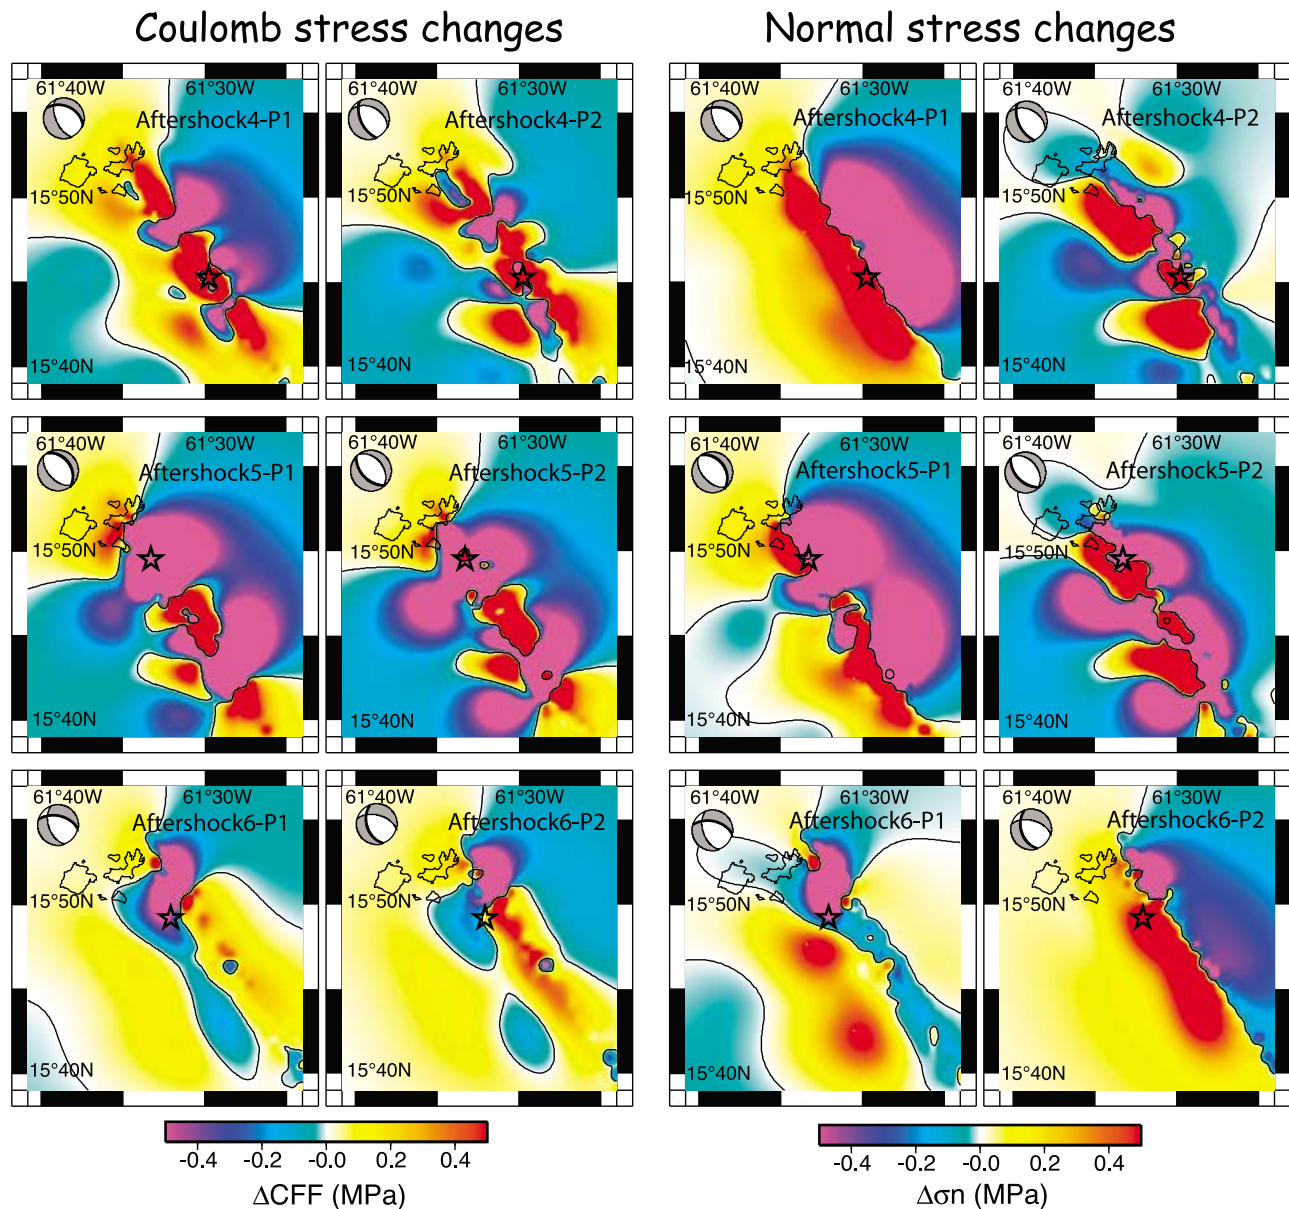 Coulomb stress changes
Normal stress changes
61°40W 61°30W
Aftershock4-P1
15°50N
15°40N
61°40W 61°30W
Aftershock4-P2
15°50N
15°40N
61°40W 61°30W
Aftershock4-P1
15°50N
15°40N
61°40W 61°30W
Aftershock4-P2
15°50N
15°40N
61°40W 61°30W
Aftershock5-P1
15°50N
15°40N
61°40W 61°30W
Aftershock5-P2
15°50N
15°40N
61°40W 61°30W
Aftershock5-P1
15°50N
15°40N
61°40W 61°30W
Aftershock5-P2
15°50N
15°40N
61°40W 61°30W
Aftershock6-P1
15°50N
15°40N
61°40W 61°30W
Aftershock6-P2
15°50N
15°40N
61°40W 61°30W
Aftershock6-P1
15°50N
15°40N
61°40W 61°30W
Aftershock6-P2
15°50N
15°40N
-0.4 -0.2 -0.0 0.2 0.4
ΔCFF (MPa)
-0.4 -0.2 -0.0 0.2 0.4
Δσn (MPa)